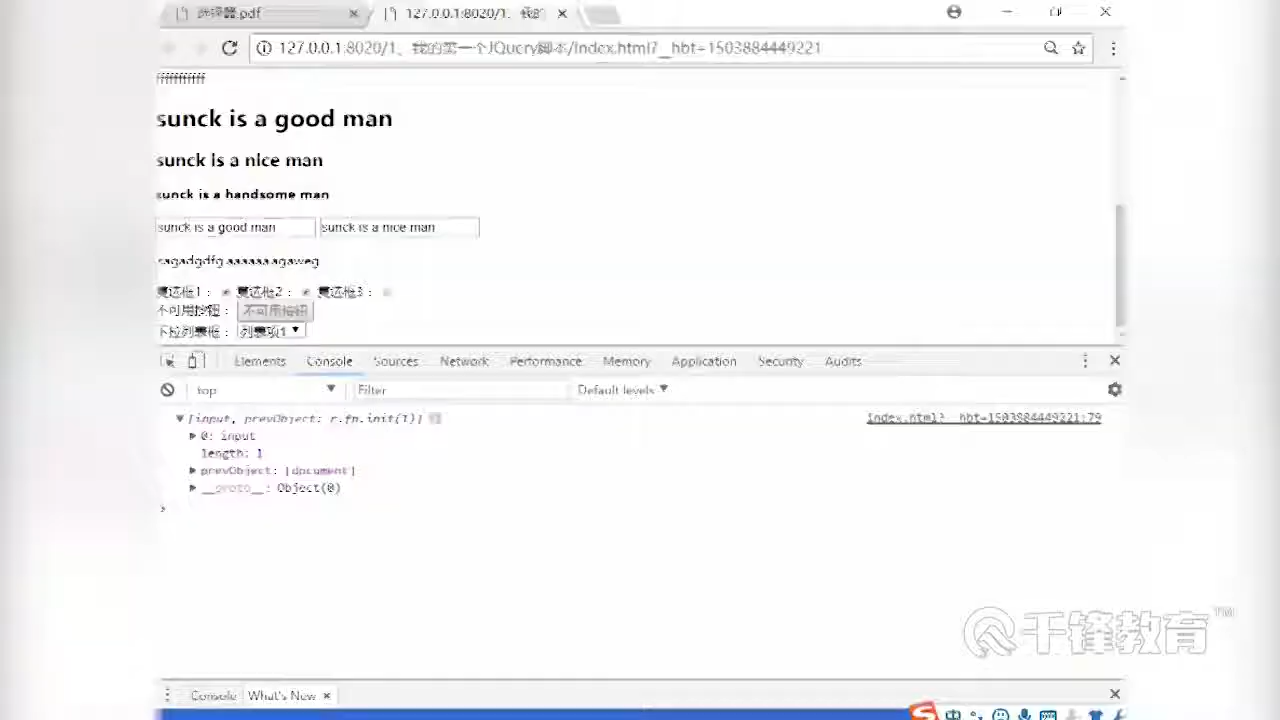 选择器.pdf
127.0.0.1:8020/1、我的
127.0.0.1:8020/1、我的第一个JQuery脚本/index.html?__hbt=1503884449221
sunck is a good man
sunck is a nice man
sunck is a handsome man
sunck is a good man sunck is a nice man
复选框1： 复选框2： 复选框3：
不可用按钮： 不可用按钮
下拉列表框： 列表项1
Elements Console Sources Network Performance Memory Application Security Audits
top Filter Default levels
[input, prevObject: r.fn.init(1)]
index.html?__hbt=1503884449221:79
0: input
length: 1
prevObject: [document]
__proto__: Object(0)
千锋教育™
Console What's New
中